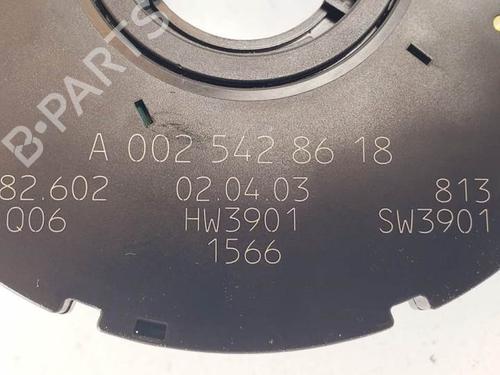 B-PARTS
A 002 542 86 18
82.602 02.04.03 813
Q06 HW3901 SW3901
1566